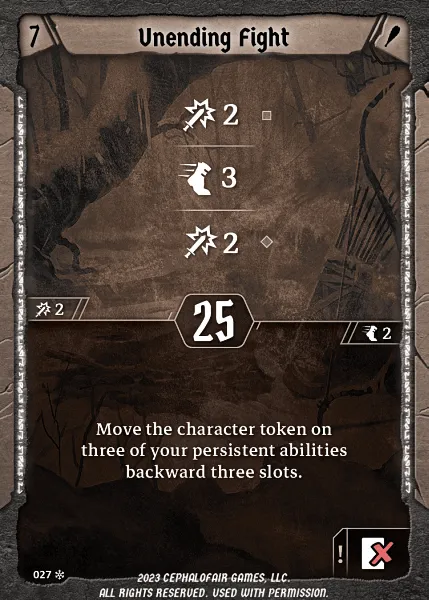 7
Unending Fight
2
3
2
2
25
2
Move the character token on
three of your persistent abilities
backward three slots.
!
027
2023 CEPHALOFAIR GAMES, LLC.
ALL RIGHTS RESERVED. USED WITH PERMISSION.